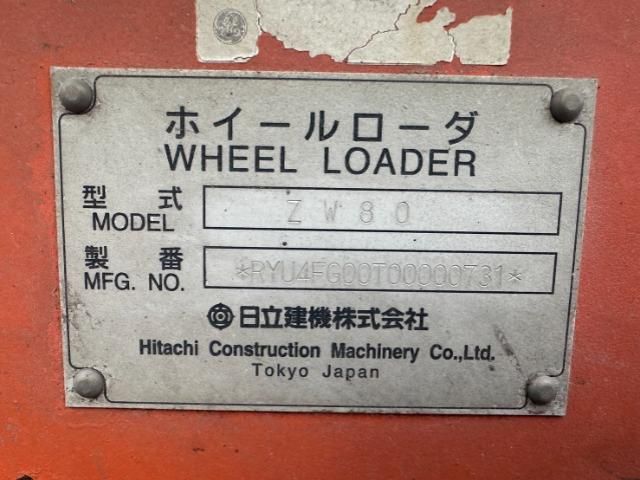 ホイールローダ
WHEEL LOADER
型式
MODEL
ZW80
製番
MFG. NO.
*RYU4FG00T00000731*
日立建機株式会社
Hitachi Construction Machinery Co.,Ltd.
Tokyo Japan